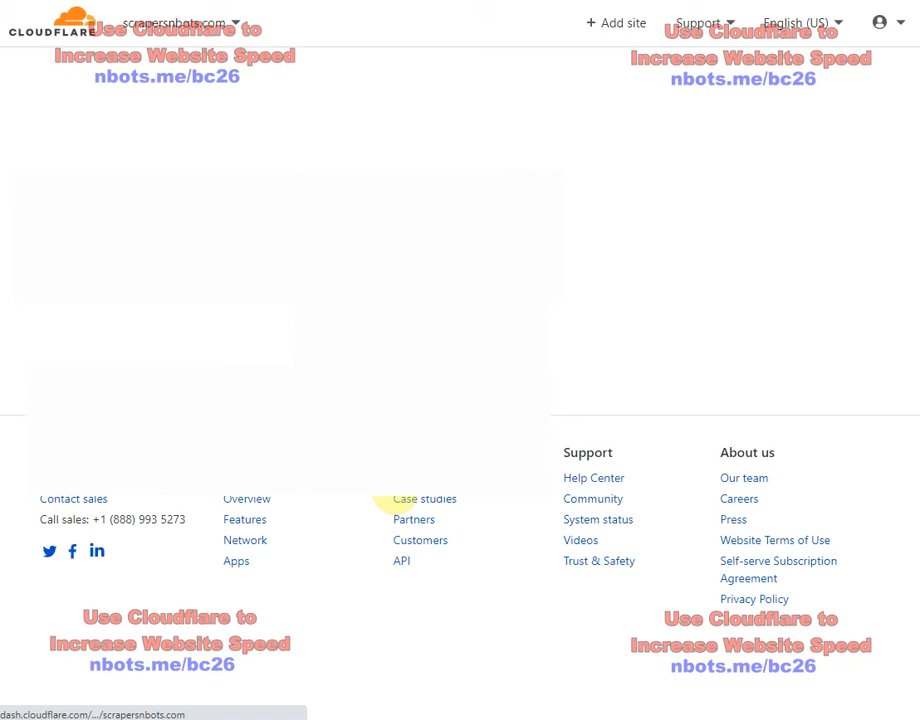 CLOUDFLARE
scrapersnbots.com
+ Add site
Support
English (US)
Use Cloudflare to
Increase Website Speed
nbots.me/bc26
Use Cloudflare to
Increase Website Speed
nbots.me/bc26
Contact sales
Call sales: +1 (888) 993 5273
Overview
Features
Network
Apps
Case studies
Partners
Customers
API
Support
Help Center
Community
System status
Videos
Trust & Safety
About us
Our team
Careers
Press
Website Terms of Use
Self-serve Subscription
Agreement
Privacy Policy
Use Cloudflare to
Increase Website Speed
nbots.me/bc26
Use Cloudflare to
Increase Website Speed
nbots.me/bc26
dash.cloudflare.com/.../scrapersnbots.com